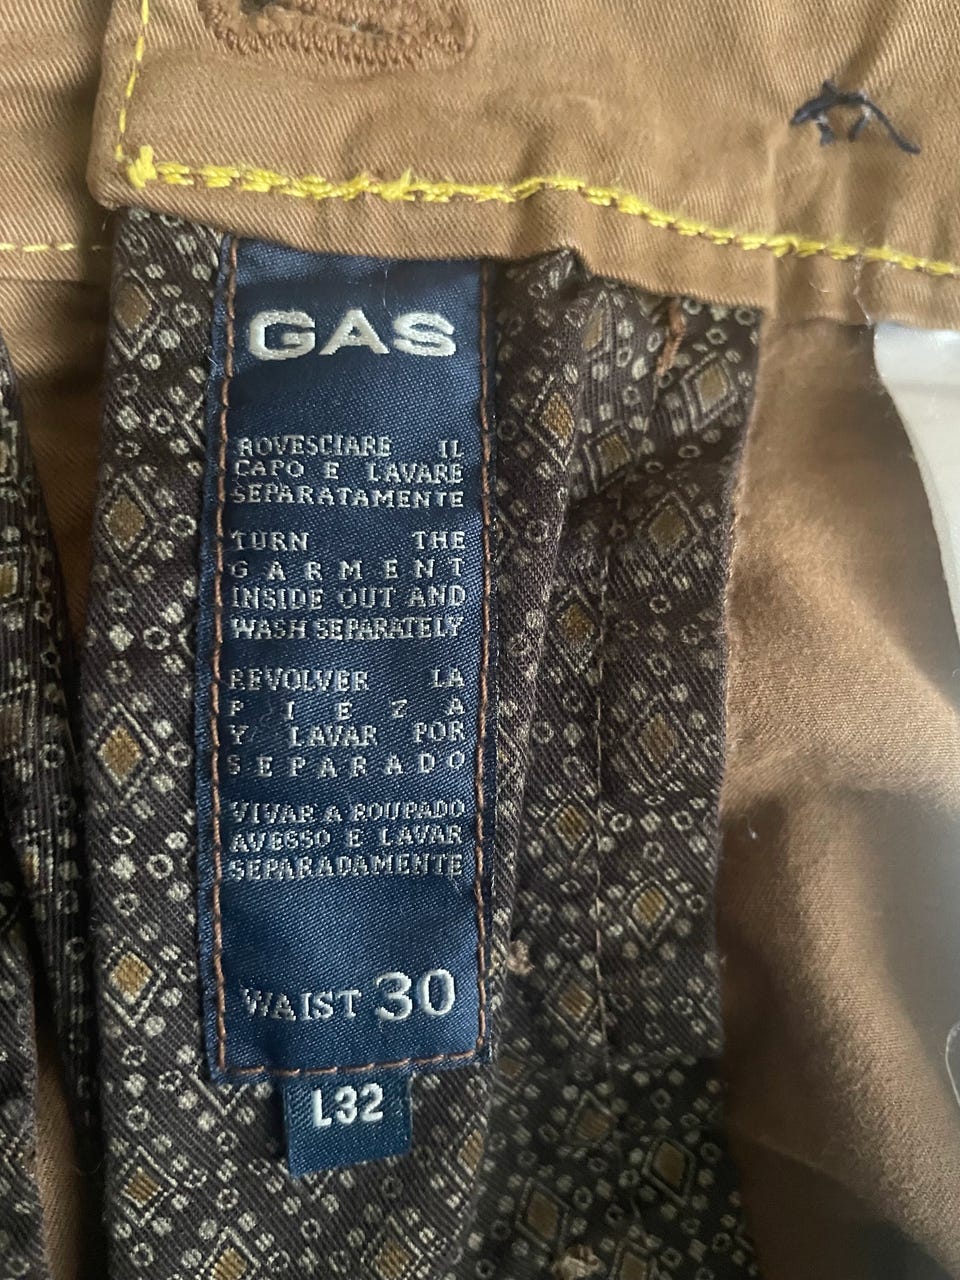 GAS
ROVESCIARE IL
CAPO E LAVARE
SEPARATAMENTE
TURN THE
GARMENT
INSIDE OUT AND
WASH SEPARATELY
REVOLVER LA
PIEZA
Y LAVAR POR
SEPARADO
VIVAR A ROUPADO
AVESSO E LAVAR
SEPARADAMENTE
WAIST 30
L32